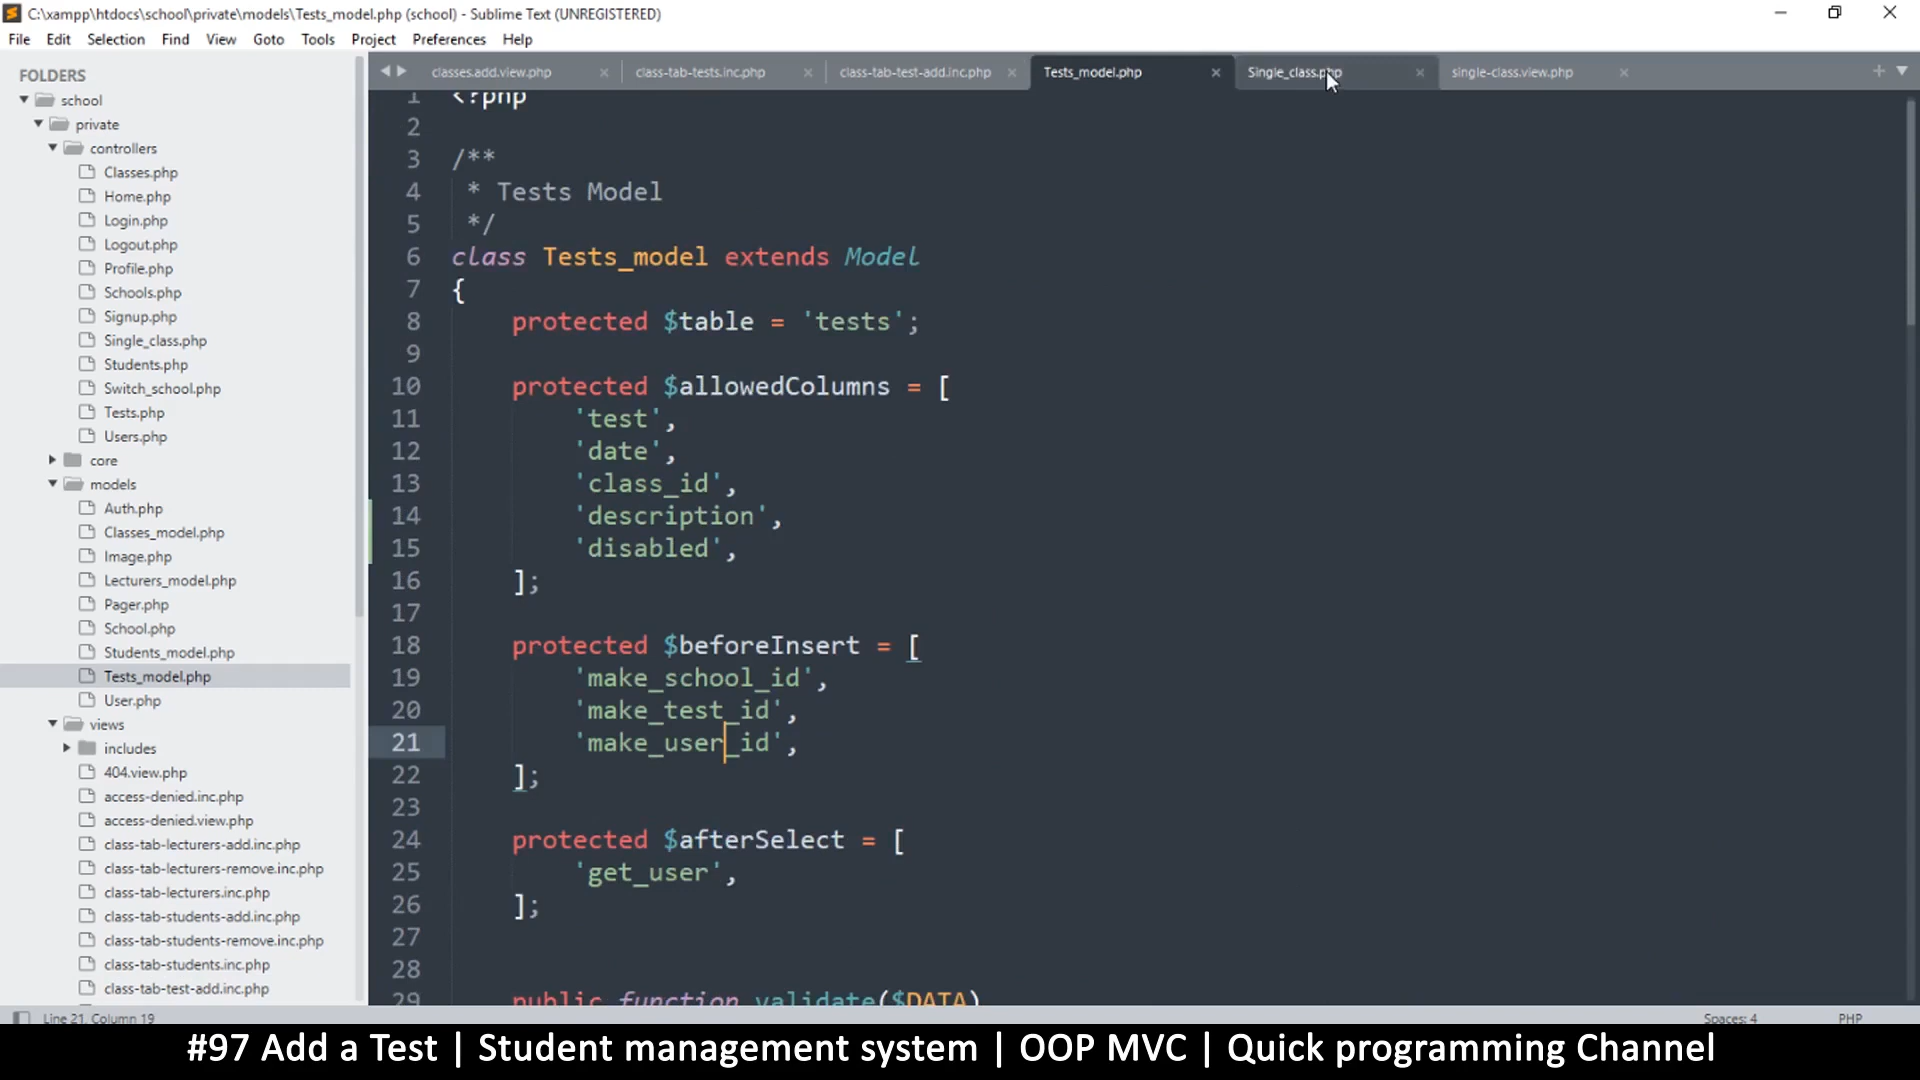 C:\xampp\htdocs\school\private\models\Tests_model.php (school) - Sublime Text (UNREGISTERED)
File Edit Selection Find View Goto Tools Project Preferences Help
FOLDERS
school
private
controllers
Classes.php
Home.php
Login.php
Logout.php
Profile.php
Schools.php
Signup.php
Single_class.php
Students.php
Switch_school.php
Tests.php
Users.php
core
models
Auth.php
Classes_model.php
Image.php
Lecturers_model.php
Pager.php
School.php
Students_model.php
Tests_model.php
User.php
views
includes
404.view.php
access-denied.inc.php
access-denied.view.php
class-tab-lecturers-add.inc.php
class-tab-lecturers-remove.inc.php
class-tab-lecturers.inc.php
class-tab-students-add.inc.php
class-tab-students-remove.inc.php
class-tab-students.inc.php
class-tab-test-add.inc.php
classes.add.view.php class-tab-tests.inc.php class-tab-test-add.inc.php Tests_model.php Single_class.php single-class.view.php
1 <?php
2
3 /**
4 * Tests Model
5 */
6 class Tests_model extends Model
7 {
8 protected $table = 'tests';
9
10 protected $allowedColumns = [
11 'test',
12 'date',
13 'class_id',
14 'description',
15 'disabled',
16 ];
17
18 protected $beforeInsert = [
19 'make_school_id',
20 'make_test_id',
21 'make_user_id',
22 ];
23
24 protected $afterSelect = [
25 'get_user',
26 ];
27
28
29 public function validate($DATA)
Line 21, Column 19 Spaces: 4 PHP
#97 Add a Test | Student management system | OOP MVC | Quick programming Channel